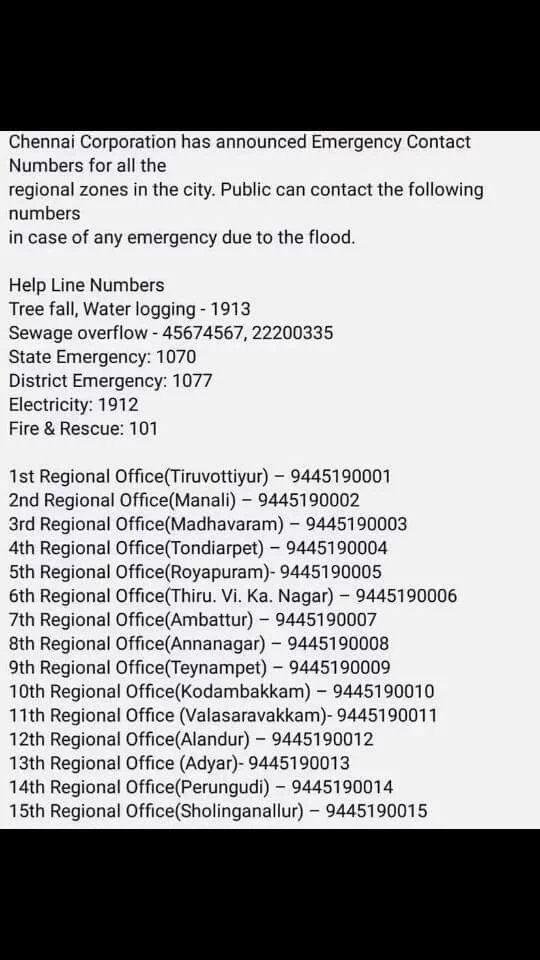 Chennai Corporation has announced Emergency Contact
Numbers for all the
regional zones in the city. Public can contact the following
numbers
in case of any emergency due to the flood.
Help Line Numbers
Tree fall, Water logging - 1913
Sewage overflow - 45674567, 22200335
State Emergency: 1070
District Emergency: 1077
Electricity: 1912
Fire & Rescue: 101
1st Regional Office(Tiruvottiyur) – 9445190001
2nd Regional Office(Manali) – 9445190002
3rd Regional Office(Madhavaram) – 9445190003
4th Regional Office(Tondiarpet) – 9445190004
5th Regional Office(Royapuram)- 9445190005
6th Regional Office(Thiru. Vi. Ka. Nagar) – 9445190006
7th Regional Office(Ambattur) – 9445190007
8th Regional Office(Annanagar) – 9445190008
9th Regional Office(Teynampet) – 9445190009
10th Regional Office(Kodambakkam) – 9445190010
11th Regional Office (Valasaravakkam)- 9445190011
12th Regional Office(Alandur) – 9445190012
13th Regional Office (Adyar)- 9445190013
14th Regional Office(Perungudi) – 9445190014
15th Regional Office(Sholinganallur) – 9445190015